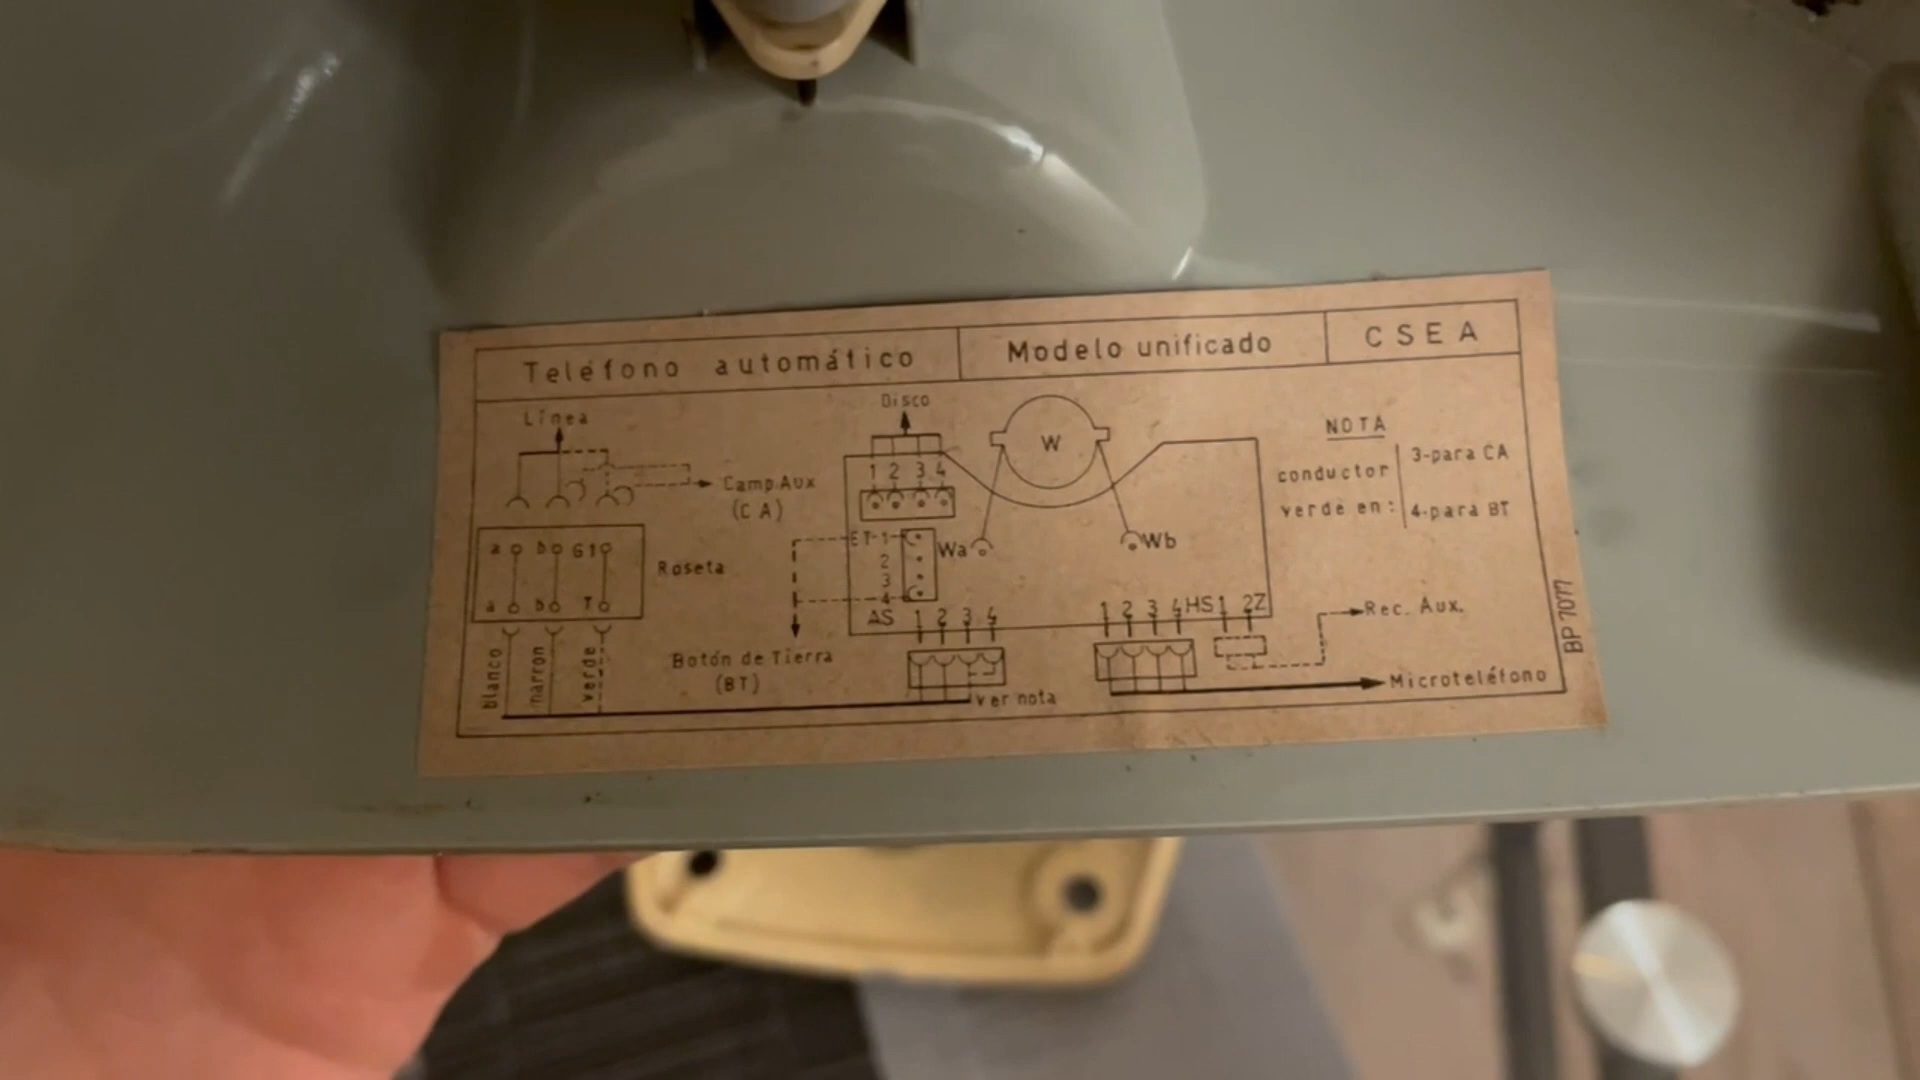 Teléfono automático
Modelo unificado
CSEA
Línea
Camp. Aux
(CA)
a b G1
a b T
Roseta
blanco
marron
verde
Disco
1 2 3 4
ET-1
2
3
4
W
Wa
Wb
AS 1 2 3 4
1 2 3 4 HS 1 2Z
Botón de Tierra
(BT)
ver nota
NOTA
conductor
verde en:
3-para CA
4-para BT
Rec. Aux.
Microteléfono
BP 7077